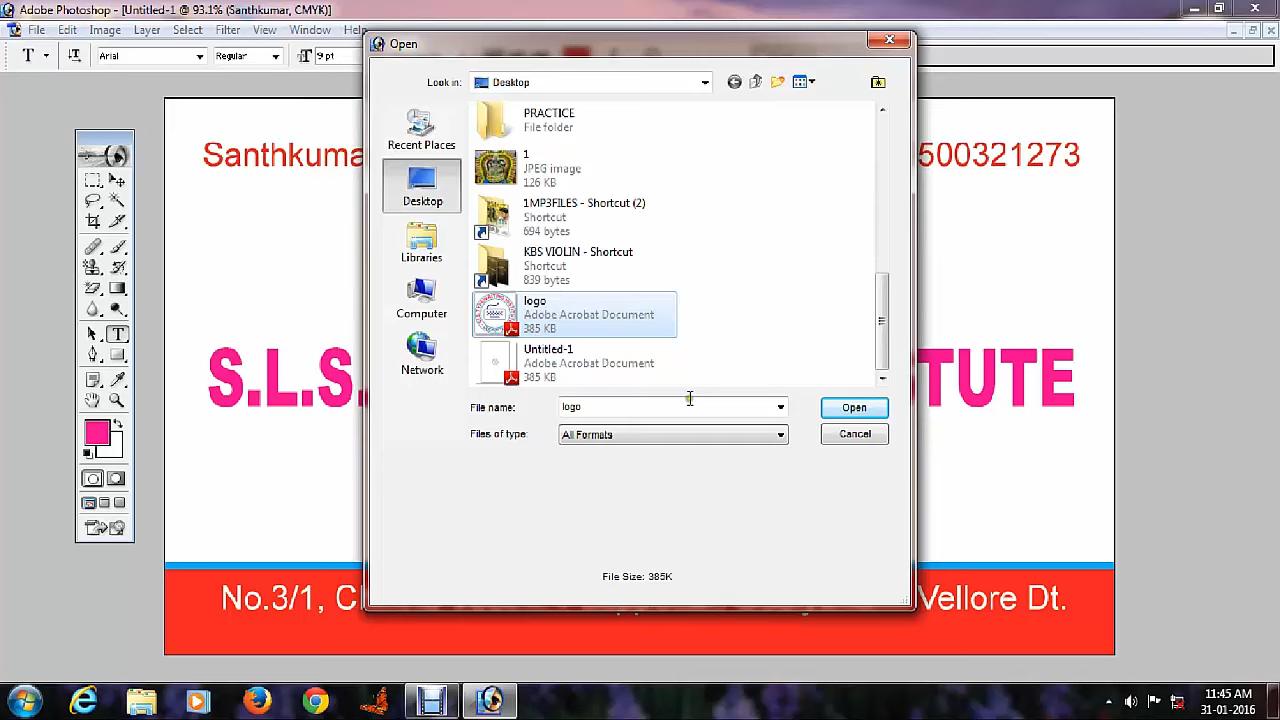 Adobe Photoshop - [Untitled-1 @ 93.1% (Santhkumar, CMYK)]
File Edit Image Layer Select Filter View Window
T Arial Regular 9 pt
Open
Look in: Desktop
Recent Places
Desktop
Libraries
Computer
Network
PRACTICE
File folder
1
JPEG image
126 KB
1MP3FILES - Shortcut (2)
Shortcut
694 bytes
KBS VIOLIN - Shortcut
Shortcut
839 bytes
logo
Adobe Acrobat Document
385 KB
Untitled-1
Adobe Acrobat Document
385 KB
File name: logo Open
Files of type: All Formats Cancel
File Size: 385K
Santhkuma 500321273
S.L.S. TUTE
No.3/1, C Vellore Dt.
11:45 AM
31-01-2016